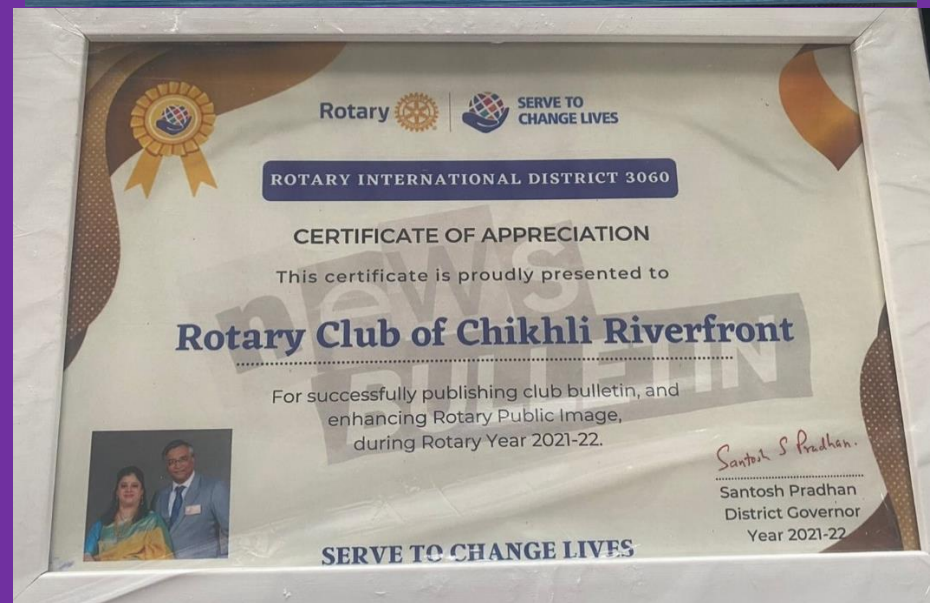 Rotary
SERVE TO
CHANGE LIVES
ROTARY INTERNATIONAL DISTRICT 3060
CERTIFICATE OF APPRECIATION
This certificate is proudly presented to
news
BULLETIN
Rotary Club of Chikhli Riverfront
For successfully publishing club bulletin, and
enhancing Rotary Public Image,
during Rotary Year 2021-22.
Santosh S Pradhan.
Santosh Pradhan
District Governor
Year 2021-22
SERVE TO CHANGE LIVES